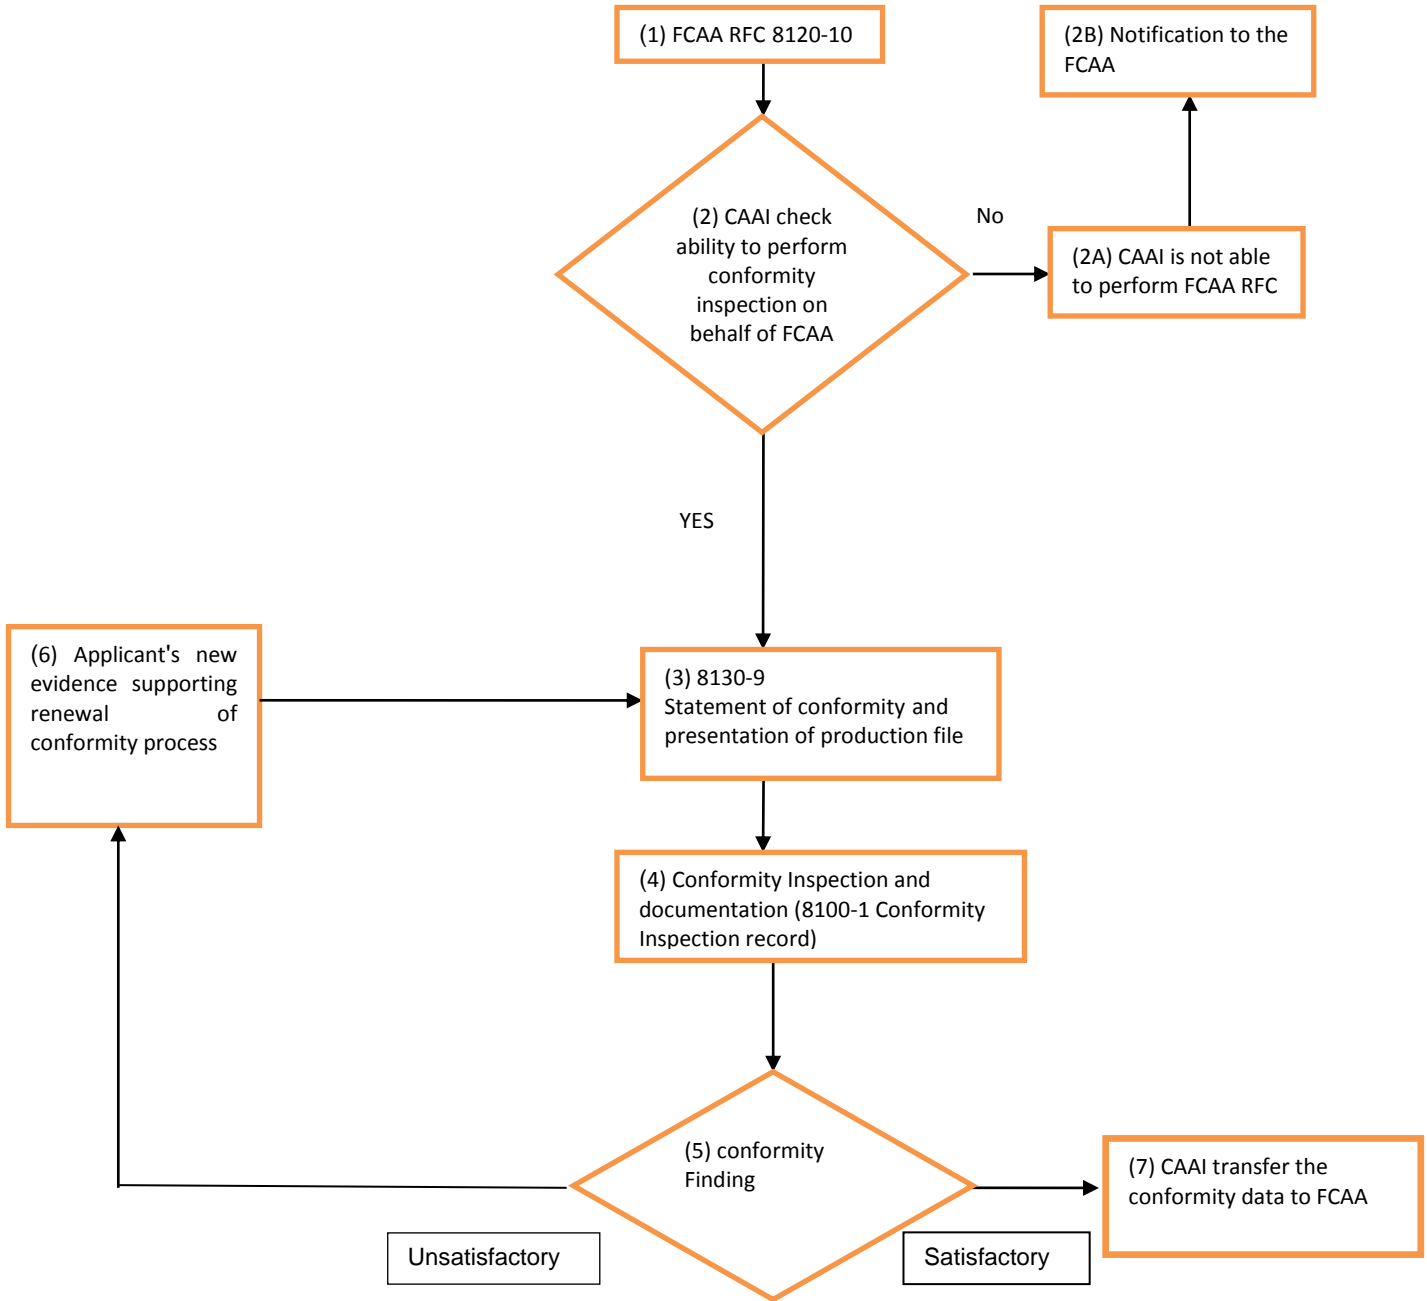 (1) FCAA RFC 8120-10
(2B) Notification to the
FCAA
(2) CAAI check
ability to perform
conformity
inspection on
behalf of FCAA
No
(2A) CAAI is not able
to perform FCAA RFC
YES
(6) Applicant's new
evidence supporting
renewal of
conformity process
(3) 8130-9
Statement of conformity and
presentation of production file
(4) Conformity Inspection and
documentation (8100-1 Conformity
Inspection record)
(5) conformity
Finding
(7) CAAI transfer the
conformity data to FCAA
Unsatisfactory
Satisfactory